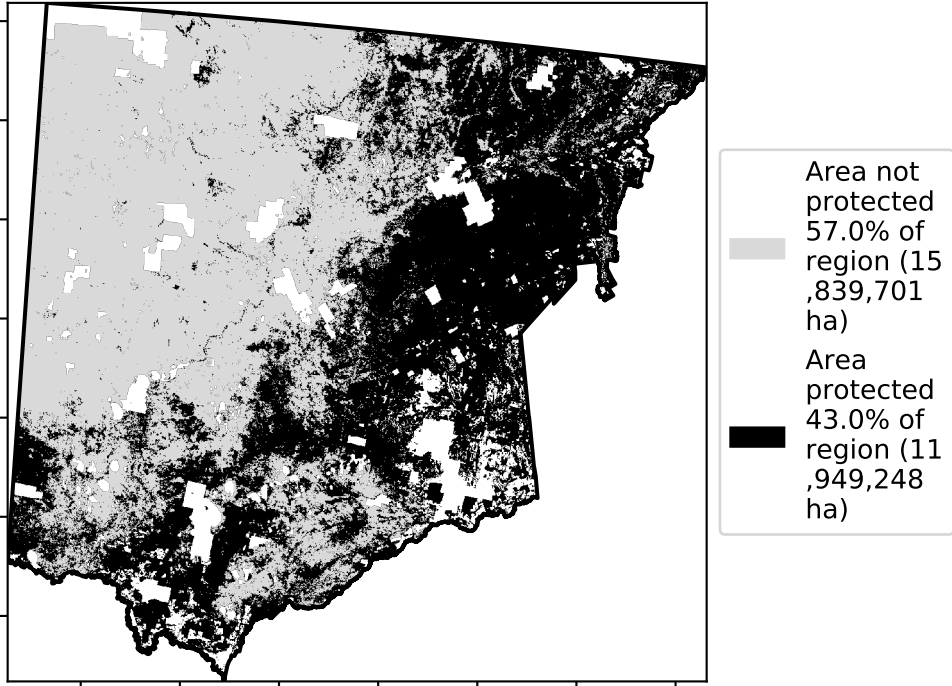 Area not
protected
57.0% of
region (15
,839,701
ha)
Area
protected
43.0% of
region (11
,949,248
ha)